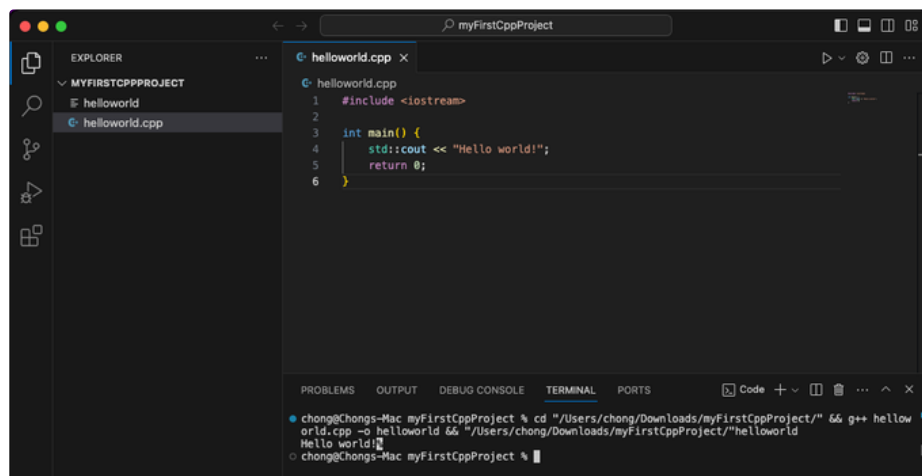 myFirstCppProject
EXPLORER
helloworld.cpp
MYFIRSTCPPPROJECT
helloworld
helloworld.cpp
helloworld.cpp
1 #include <iostream>
2
3 int main() {
4 std::cout << "Hello world!";
5 return 0;
6 }
PROBLEMS OUTPUT DEBUG CONSOLE TERMINAL PORTS Code
chong@Chongs-Mac myFirstCppProject % cd "/Users/chong/Downloads/myFirstCppProject/" && g++ hellow
orld.cpp -o helloworld && "/Users/chong/Downloads/myFirstCppProject/"helloworld
Hello world!%
chong@Chongs-Mac myFirstCppProject %